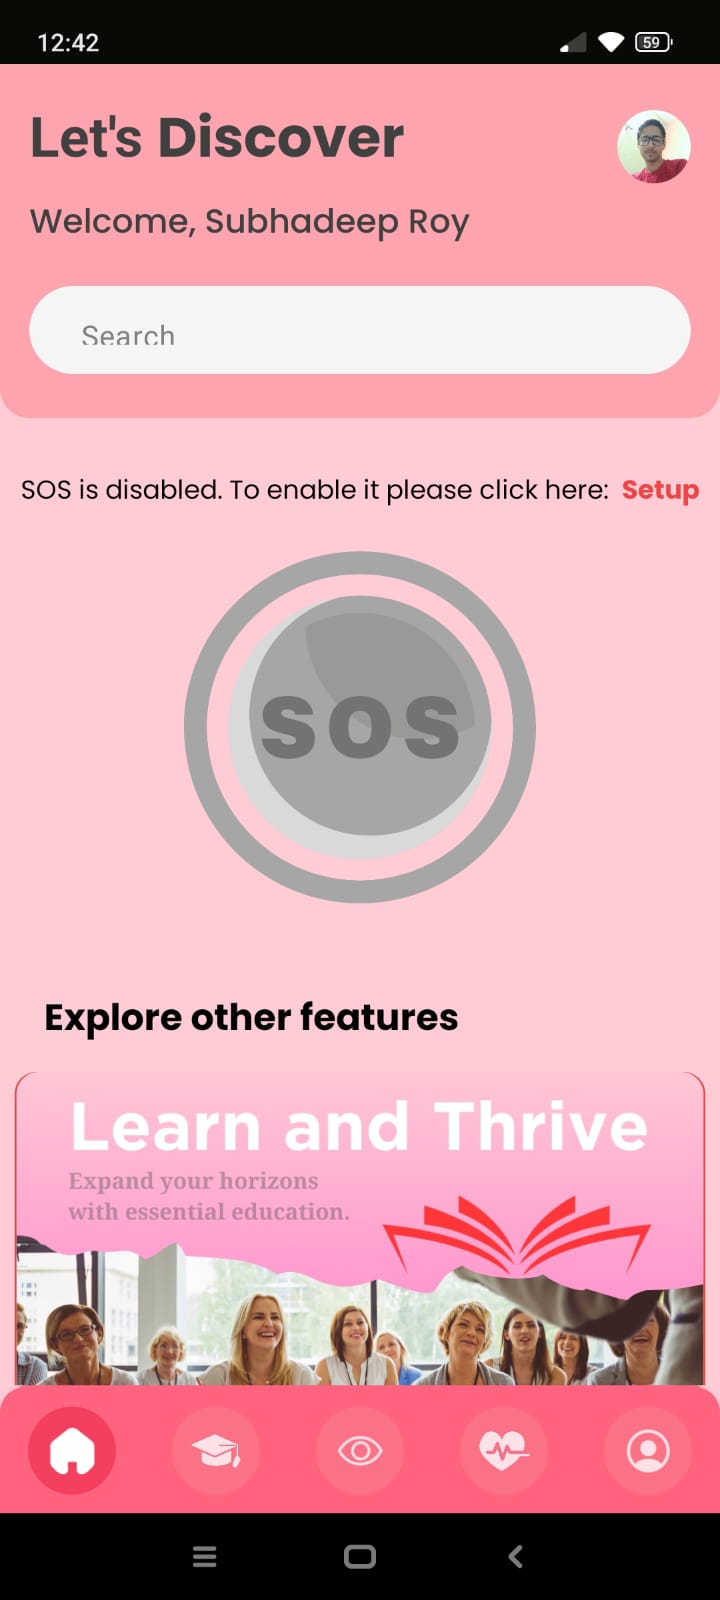 12:42
59
Let's Discover
Welcome, Subhadeep Roy
Search
SOS is disabled. To enable it please click here: Setup
SOS
Explore other features
Learn and Thrive
Expand your horizons
with essential education.